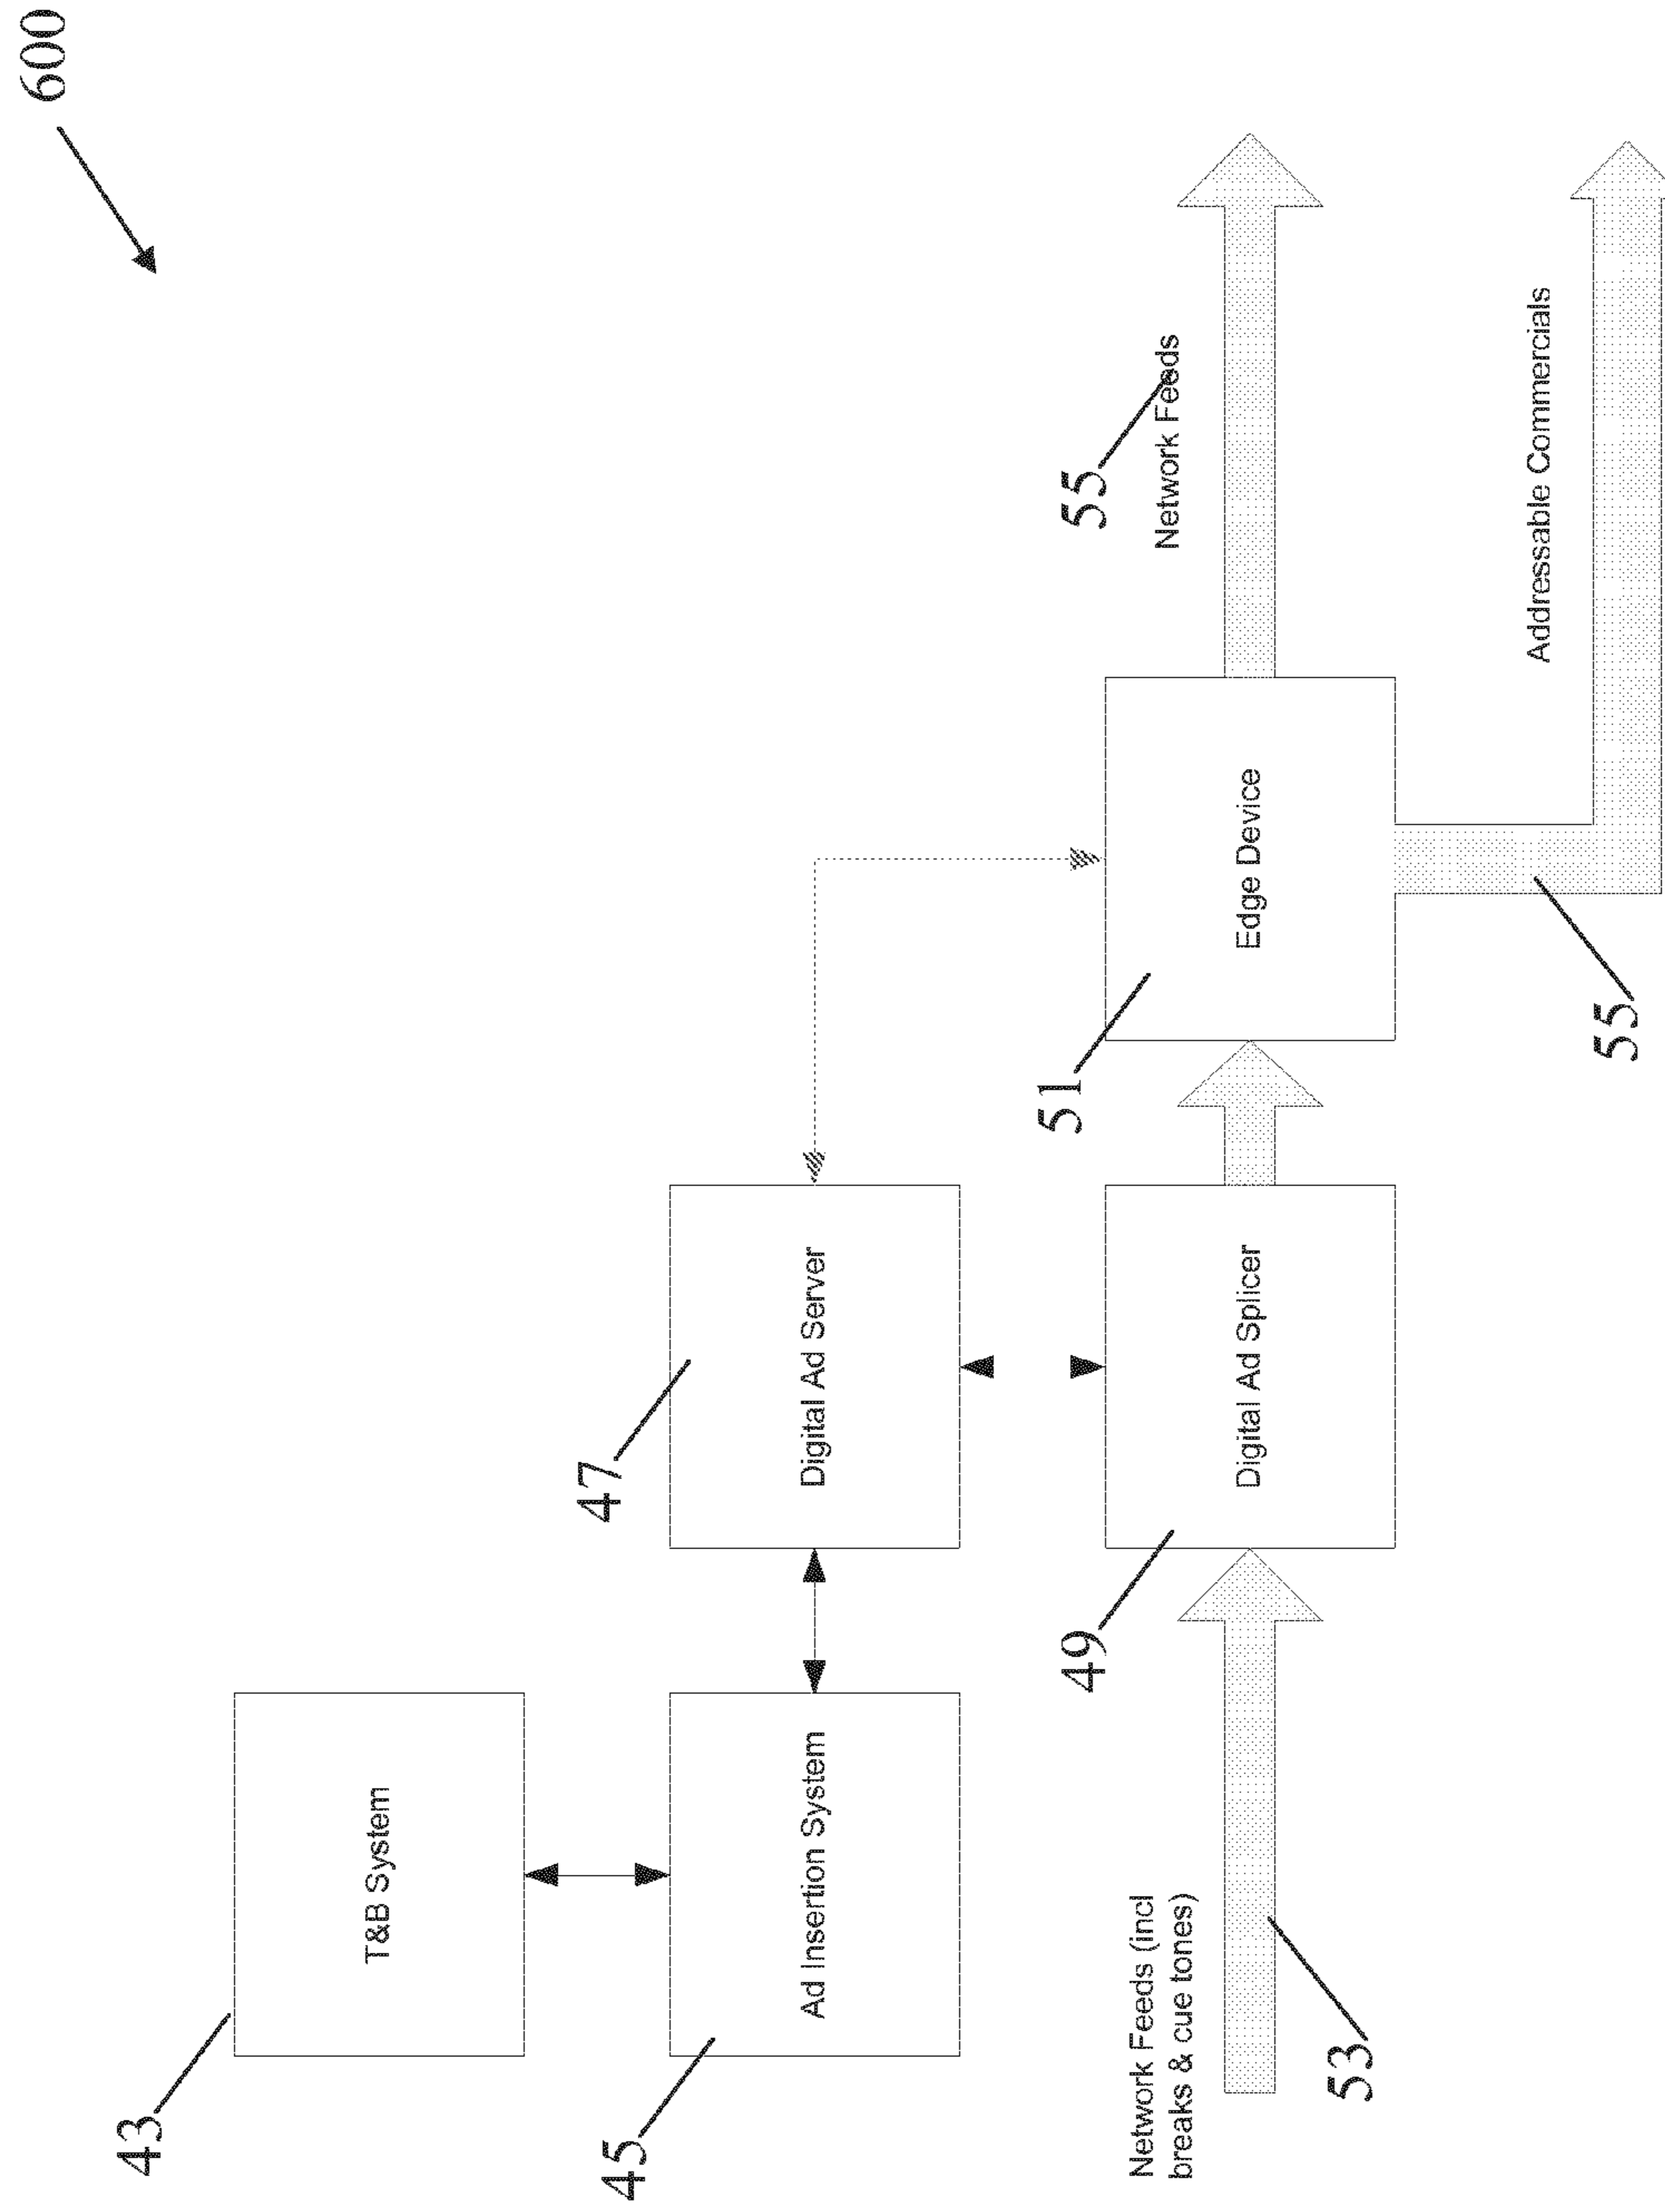 600
43
T&B System
45
Ad Insertion System
47
Digital Ad Server
Network Feeds (incl
breaks & cue tones)
53
49
Digital Ad Splicer
51
Edge Device
55
Network Feeds
55
Addressable Commercials